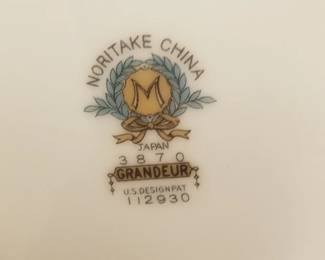 NORITAKE CHINA
M
JAPAN
3870
GRANDEUR
U.S. DESIGN PAT
112930